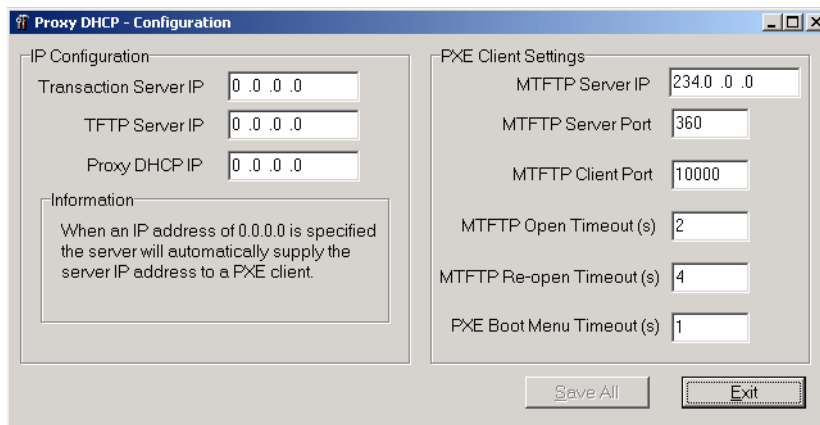 Proxy DHCP - Configuration
IP Configuration
Transaction Server IP 0 .0 .0 .0
TFTP Server IP 0 .0 .0 .0
Proxy DHCP IP 0 .0 .0 .0
Information
When an IP address of 0.0.0.0 is specified
the server will automatically supply the
server IP address to a PXE client.
PXE Client Settings
MTFTP Server IP 234.0 .0 .0
MTFTP Server Port 360
MTFTP Client Port 10000
MTFTP Open Timeout (s) 2
MTFTP Re-open Timeout (s) 4
PXE Boot Menu Timeout (s) 1
Save All
Exit